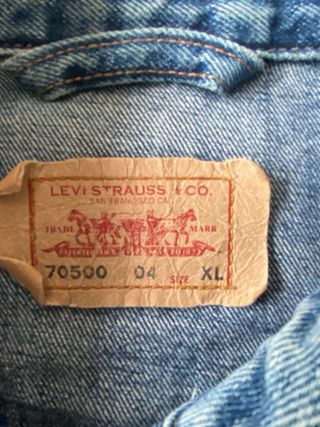 LEVI STRAUSS & CO.
SAN FRANCISCO CAL.
TRADE MARK
70500 04 SIZE XL